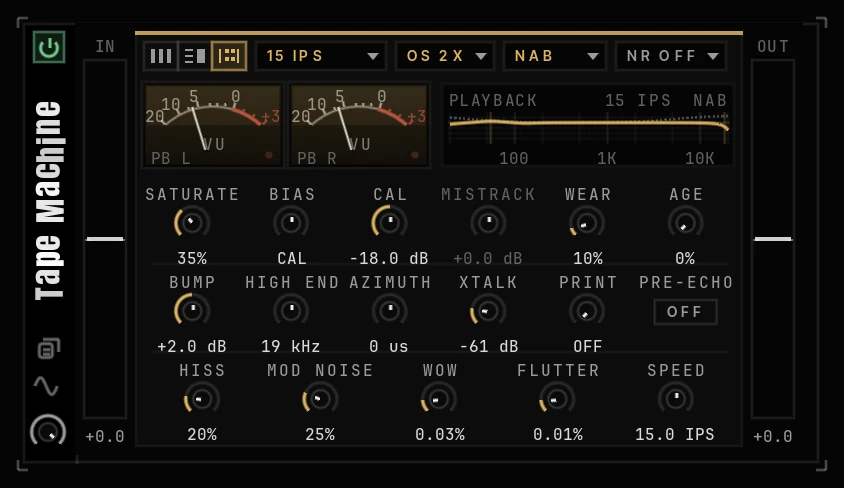 IN
OUT
Tape Machine
15 IPS
OS 2X
NAB
NR OFF
20 10 5 0 +3
VU
PB L
20 10 5 0 +3
VU
PB R
PLAYBACK 15 IPS NAB
100 1K 10K
SATURATE BIAS CAL MISTRACK WEAR AGE
35% CAL -18.0 dB +0.0 dB 10% 0%
BUMP HIGH END AZIMUTH XTALK PRINT PRE-ECHO
OFF
+2.0 dB 19 kHz 0 us -61 dB OFF
HISS MOD NOISE WOW FLUTTER SPEED
20% 25% 0.03% 0.01% 15.0 IPS
+0.0
+0.0